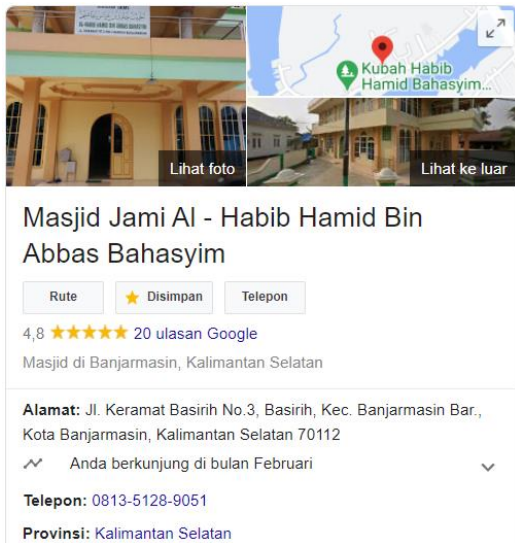 Kubah Habib
Hamid Bahasyim...
Lihat foto
Lihat ke luar
Masjid Jami Al - Habib Hamid Bin
Abbas Bahasyim
Rute
Disimpan
Telepon
4,8 20 ulasan Google
Masjid di Banjarmasin, Kalimantan Selatan
Alamat: Jl. Keramat Basirih No.3, Basirih, Kec. Banjarmasin Bar.,
Kota Banjarmasin, Kalimantan Selatan 70112
Anda berkunjung di bulan Februari
Telepon: 0813-5128-9051
Provinsi: Kalimantan Selatan